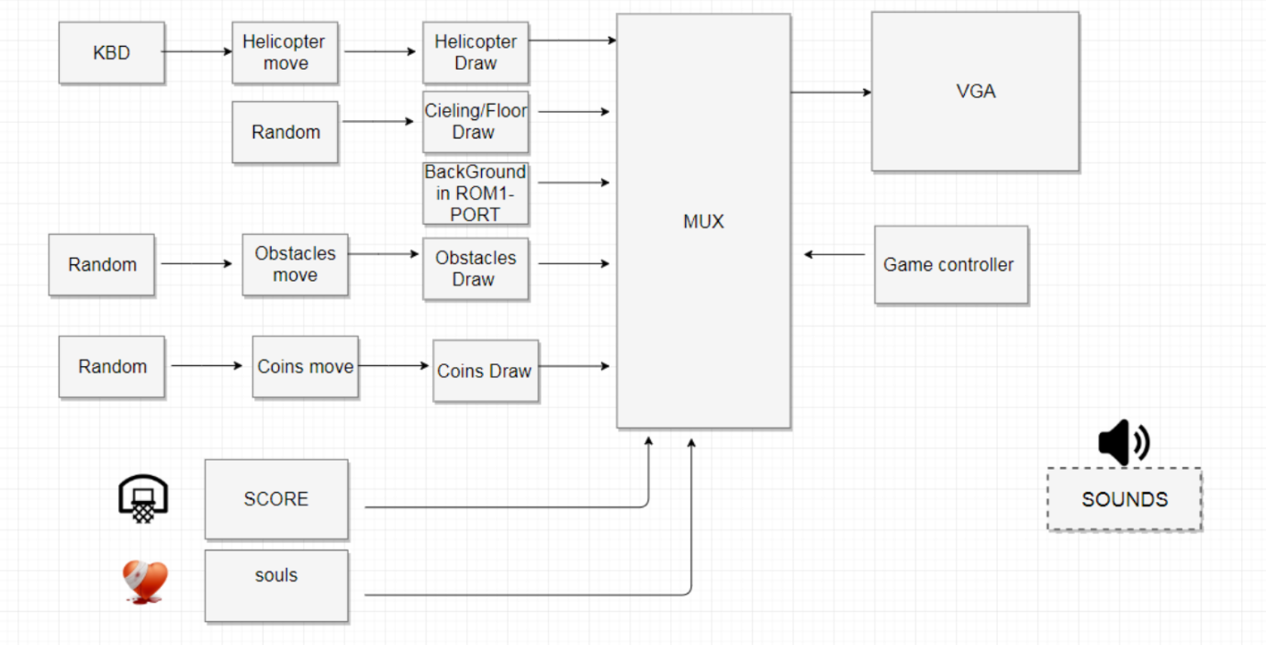 KBD
Helicopter
move
Helicopter
Draw
Random
Cieling/Floor
Draw
BackGround
in ROM1-
PORT
Random
Obstacles
move
Obstacles
Draw
Random
Coins move
Coins Draw
MUX
VGA
Game controller
SCORE
souls
SOUNDS